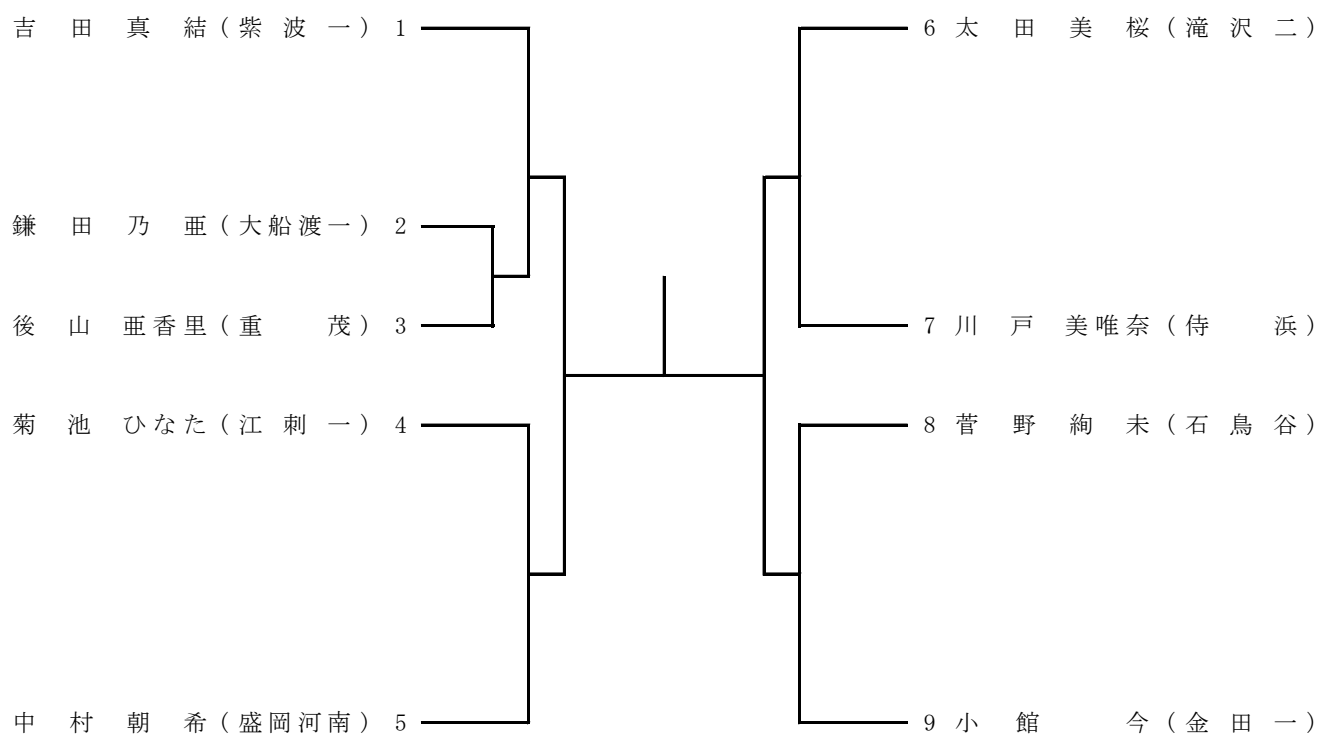 吉田真結(紫波一) 1
鎌田乃亜(大船渡一) 2
後山亜香里(重茂) 3
菊池ひなた(江刺一) 4
中村朝希(盛岡河南) 5
6 太田美桜(滝沢二)
7 川戸美唯奈(侍浜)
8 菅野絢未(石鳥谷)
9 小館今(金田一)